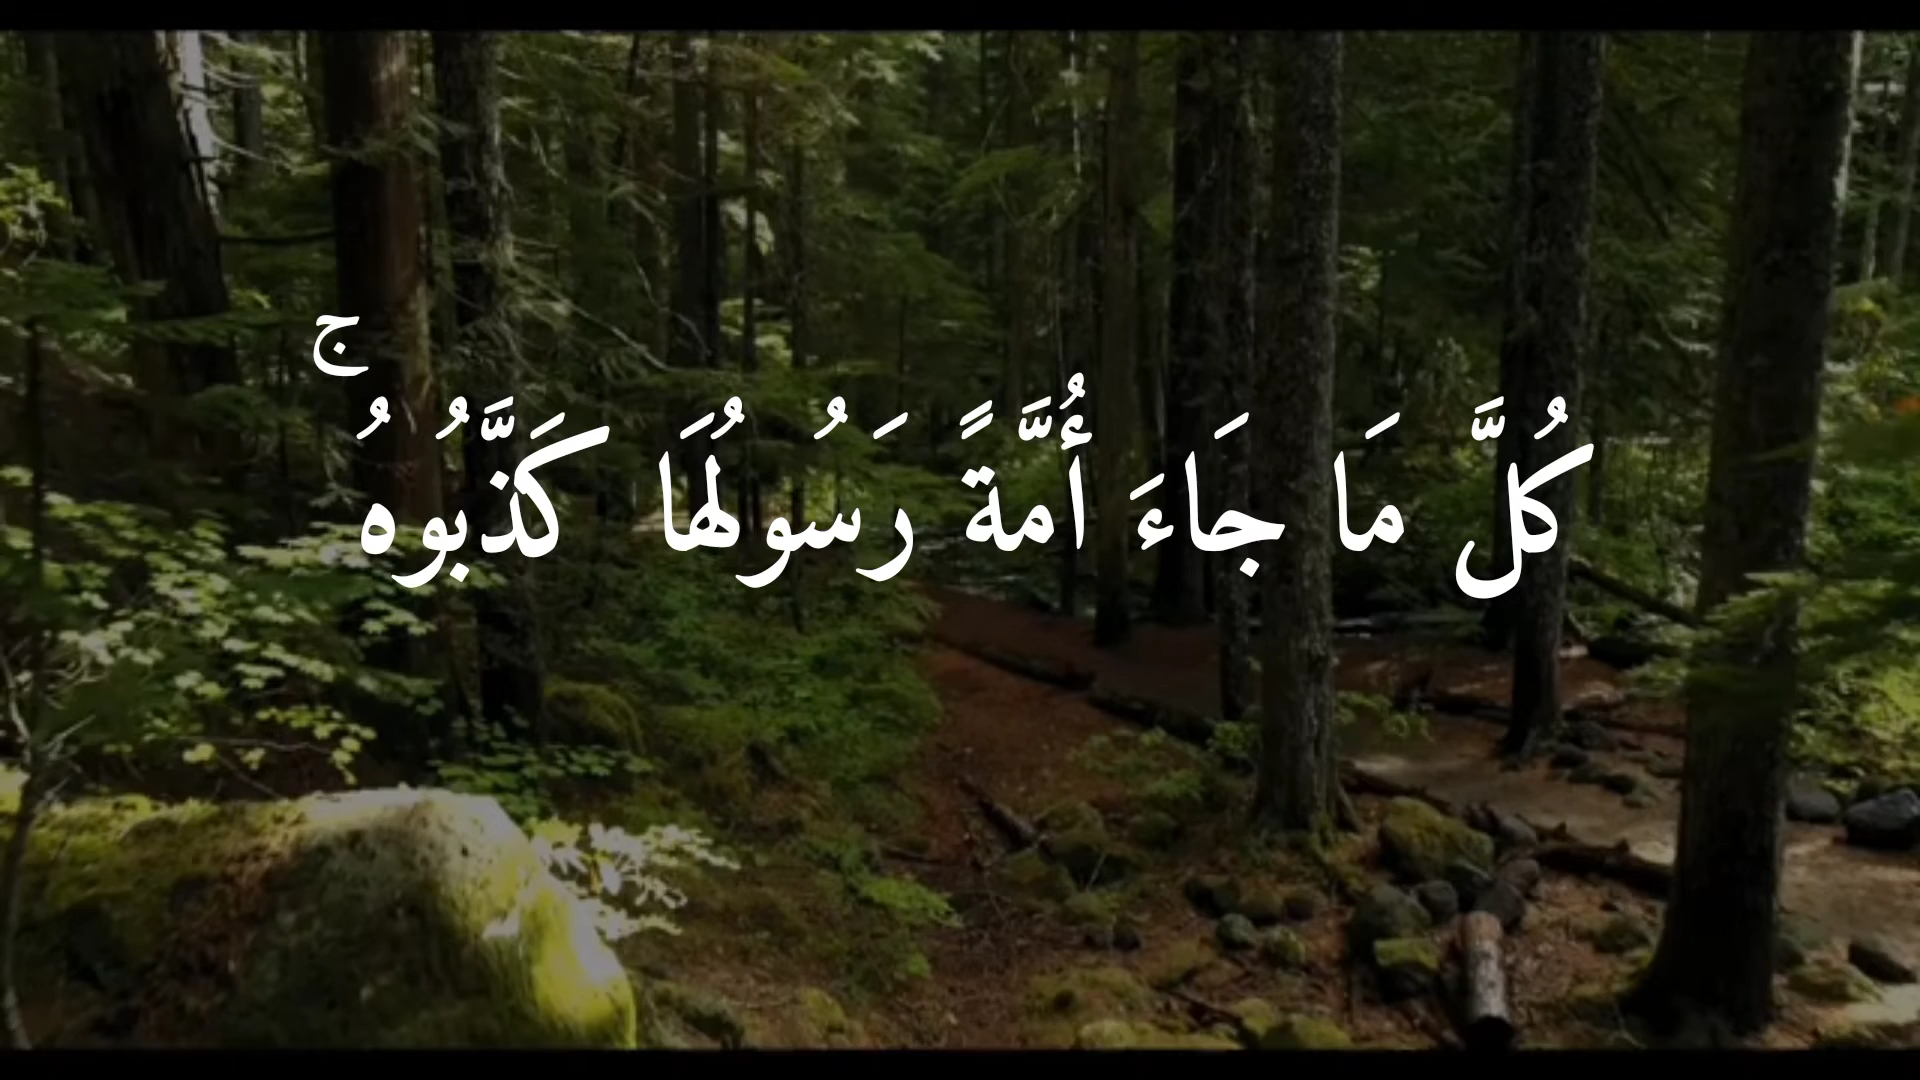 كُلَّ مَا جَاءَ أُمَّةً رَسُولُهَا كَذَّبُوهُ ۚ